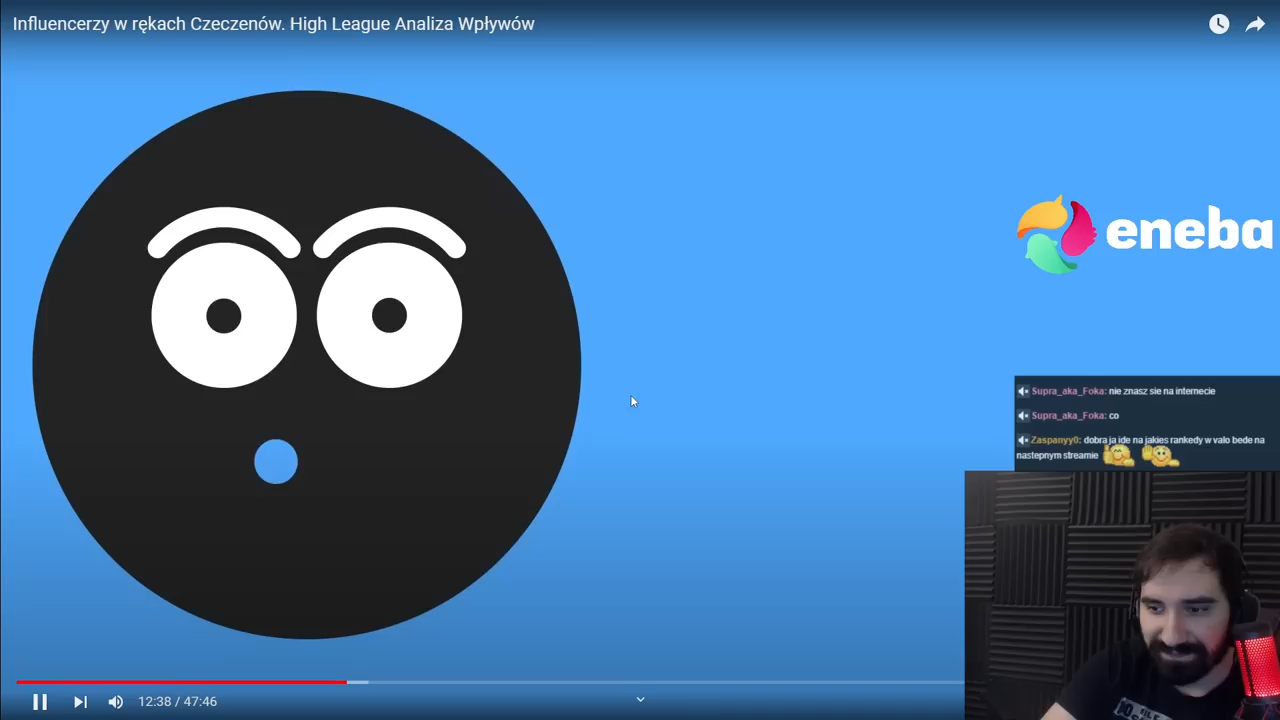 Influencerzy w rękach Czeczenów. High League Analiza Wpływów
eneba
Supra_aka_Foka: nie znasz sie na internecie
Supra_aka_Foka: co
Zaspanyy0: dobra ja ide na jakies rankedy w valo bede na
nastepnym streamie
12:38 / 47:46